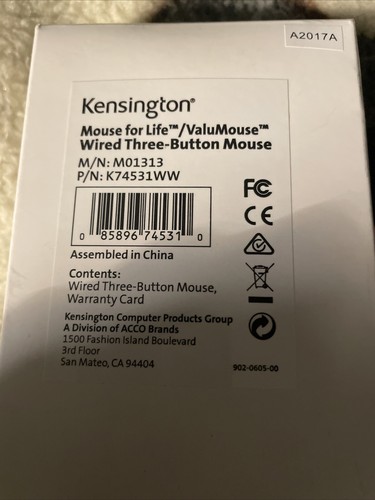 A2017A
Kensington®
Mouse for Life™/ValuMouse™
Wired Three-Button Mouse
M/N: M01313
P/N: K74531WW
0 85896 74531 0
Assembled in China
Contents:
Wired Three-Button Mouse,
Warranty Card
Kensington Computer Products Group
A Division of ACCO Brands
1500 Fashion Island Boulevard
3rd Floor
San Mateo, CA 94404
FC
CE
902-0605-00